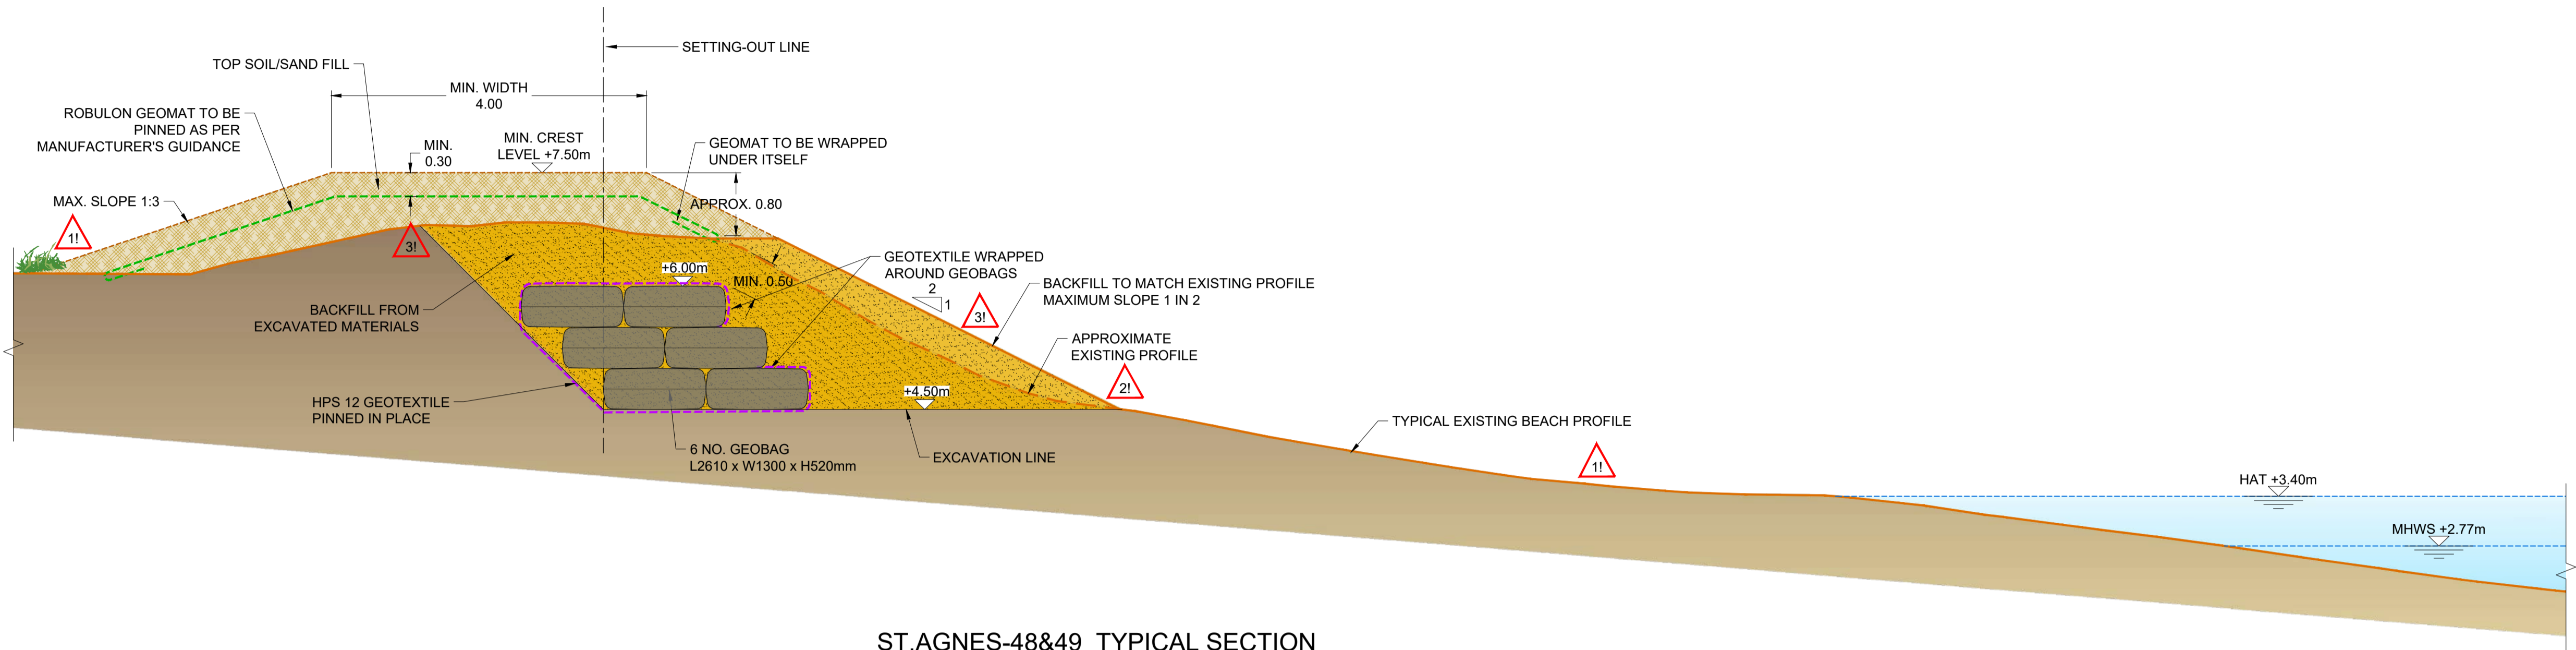 SETTING-OUT LINE
TOP SOIL/SAND FILL
MIN. WIDTH
4.00
ROBULON GEOMAT TO BE
PINNED AS PER
MANUFACTURER'S GUIDANCE
MIN.
0.30
MIN. CREST
LEVEL +7.50m
GEOMAT TO BE WRAPPED
UNDER ITSELF
MAX. SLOPE 1:3
APPROX. 0.80
1!
3!
GEOTEXTILE WRAPPED
AROUND GEOBAGS
+6.00m
MIN. 0.50
2
1
BACKFILL TO MATCH EXISTING PROFILE
MAXIMUM SLOPE 1 IN 2
BACKFILL FROM
EXCAVATED MATERIALS
3!
APPROXIMATE
EXISTING PROFILE
2!
+4.50m
HPS 12 GEOTEXTILE
PINNED IN PLACE
TYPICAL EXISTING BEACH PROFILE
6 NO. GEOBAG
L2610 x W1300 x H520mm
EXCAVATION LINE
1!
HAT +3.40m
MHWS +2.77m
ST.AGNES-48&49 TYPICAL SECTION